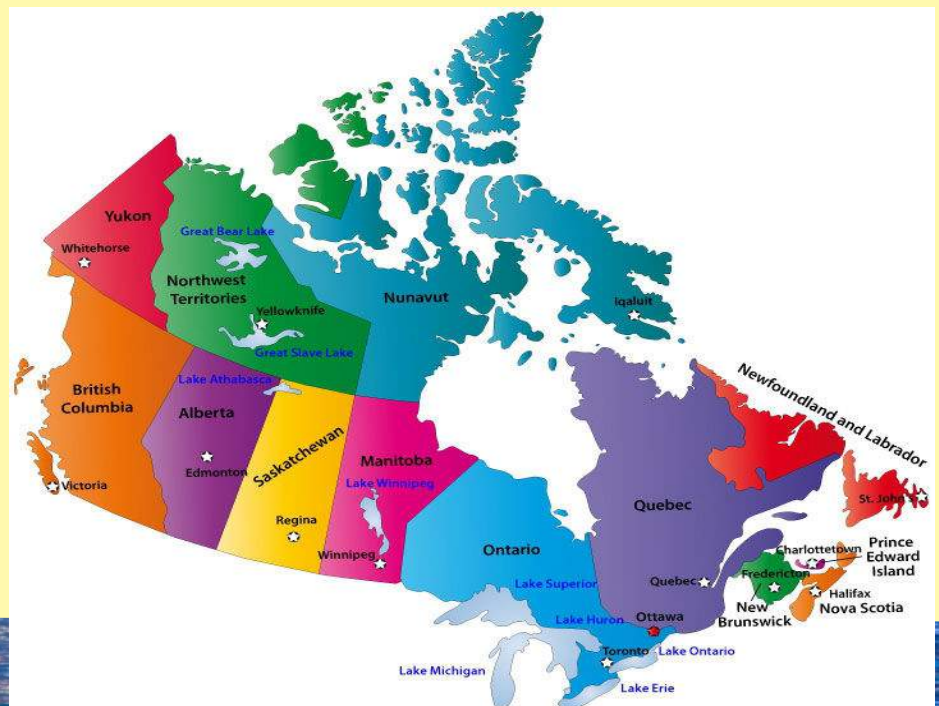 Yukon
Whitehorse
Great Bear Lake
Northwest
Territories
Yellowknife
Great Slave Lake
Nunavut
Iqaluit
British
Columbia
Victoria
Lake Athabasca
Alberta
Edmonton
Saskatchewan
Regina
Manitoba
Lake Winnipeg
Winnipeg
Ontario
Lake Superior
Lake Huron
Ottawa
Toronto
Lake Ontario
Lake Michigan
Lake Erie
Quebec
Quebec
Newfoundland and Labrador
St. John's
Charlottetown
Prince
Edward
Island
Fredericton
New
Brunswick
Halifax
Nova Scotia